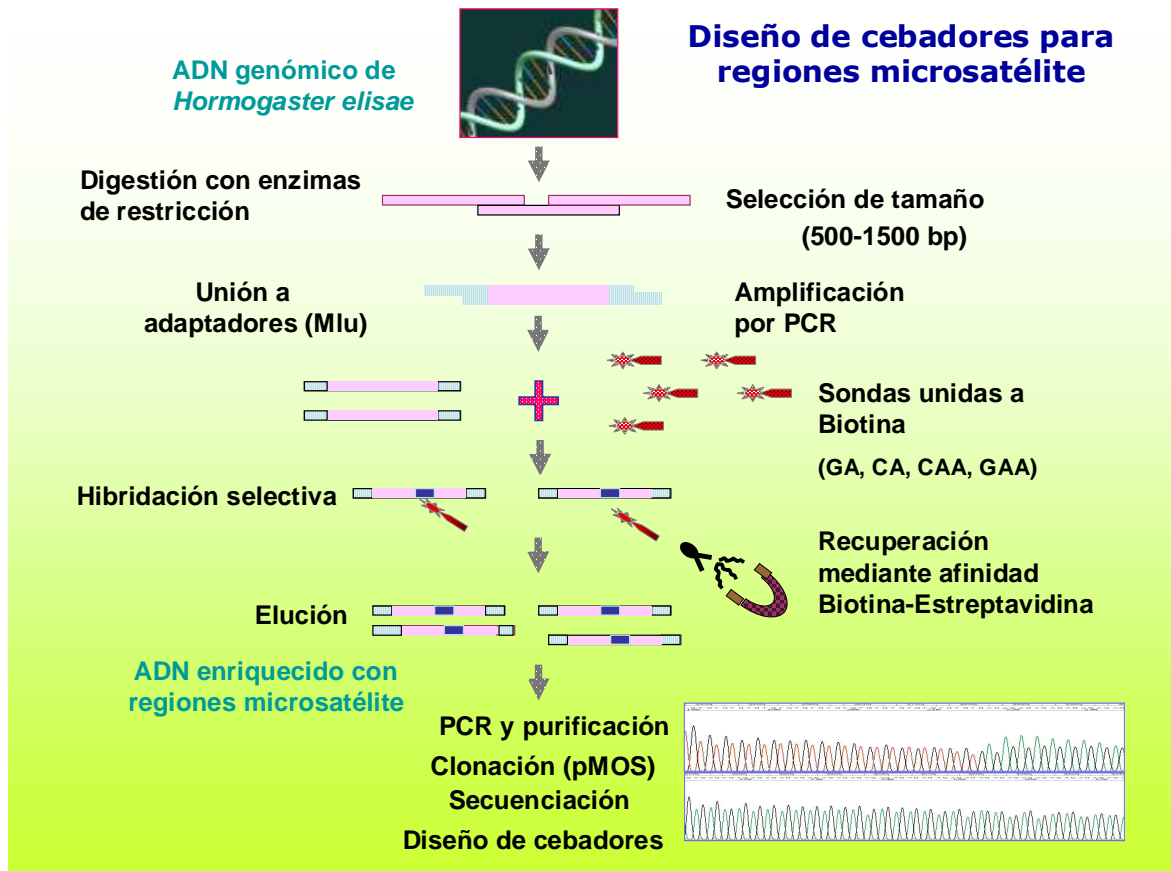 Diseño de cebadores para
regiones microsatélite
ADN genómico de
Hormogaster elisae
Digestión con enzimas
de restricción
Selección de tamaño
(500-1500 bp)
Unión a
adaptadores (Mlu)
Amplificación
por PCR
Sondas unidas a
Biotina
(GA, CA, CAA, GAA)
Hibridación selectiva
Recuperación
mediante afinidad
Biotina-Estreptavidina
Elución
ADN enriquecido con
regiones microsatélite
PCR y purificación
Clonación (pMOS)
Secuenciación
Diseño de cebadores